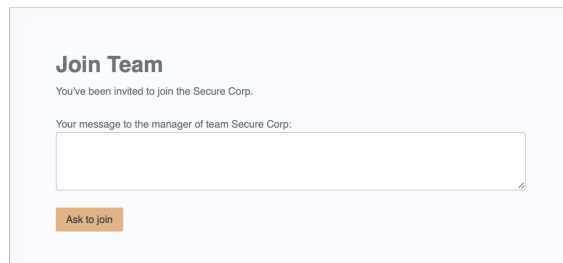 Join Team
You've been invited to join the Secure Corp.
Your message to the manager of team Secure Corp:
Ask to join